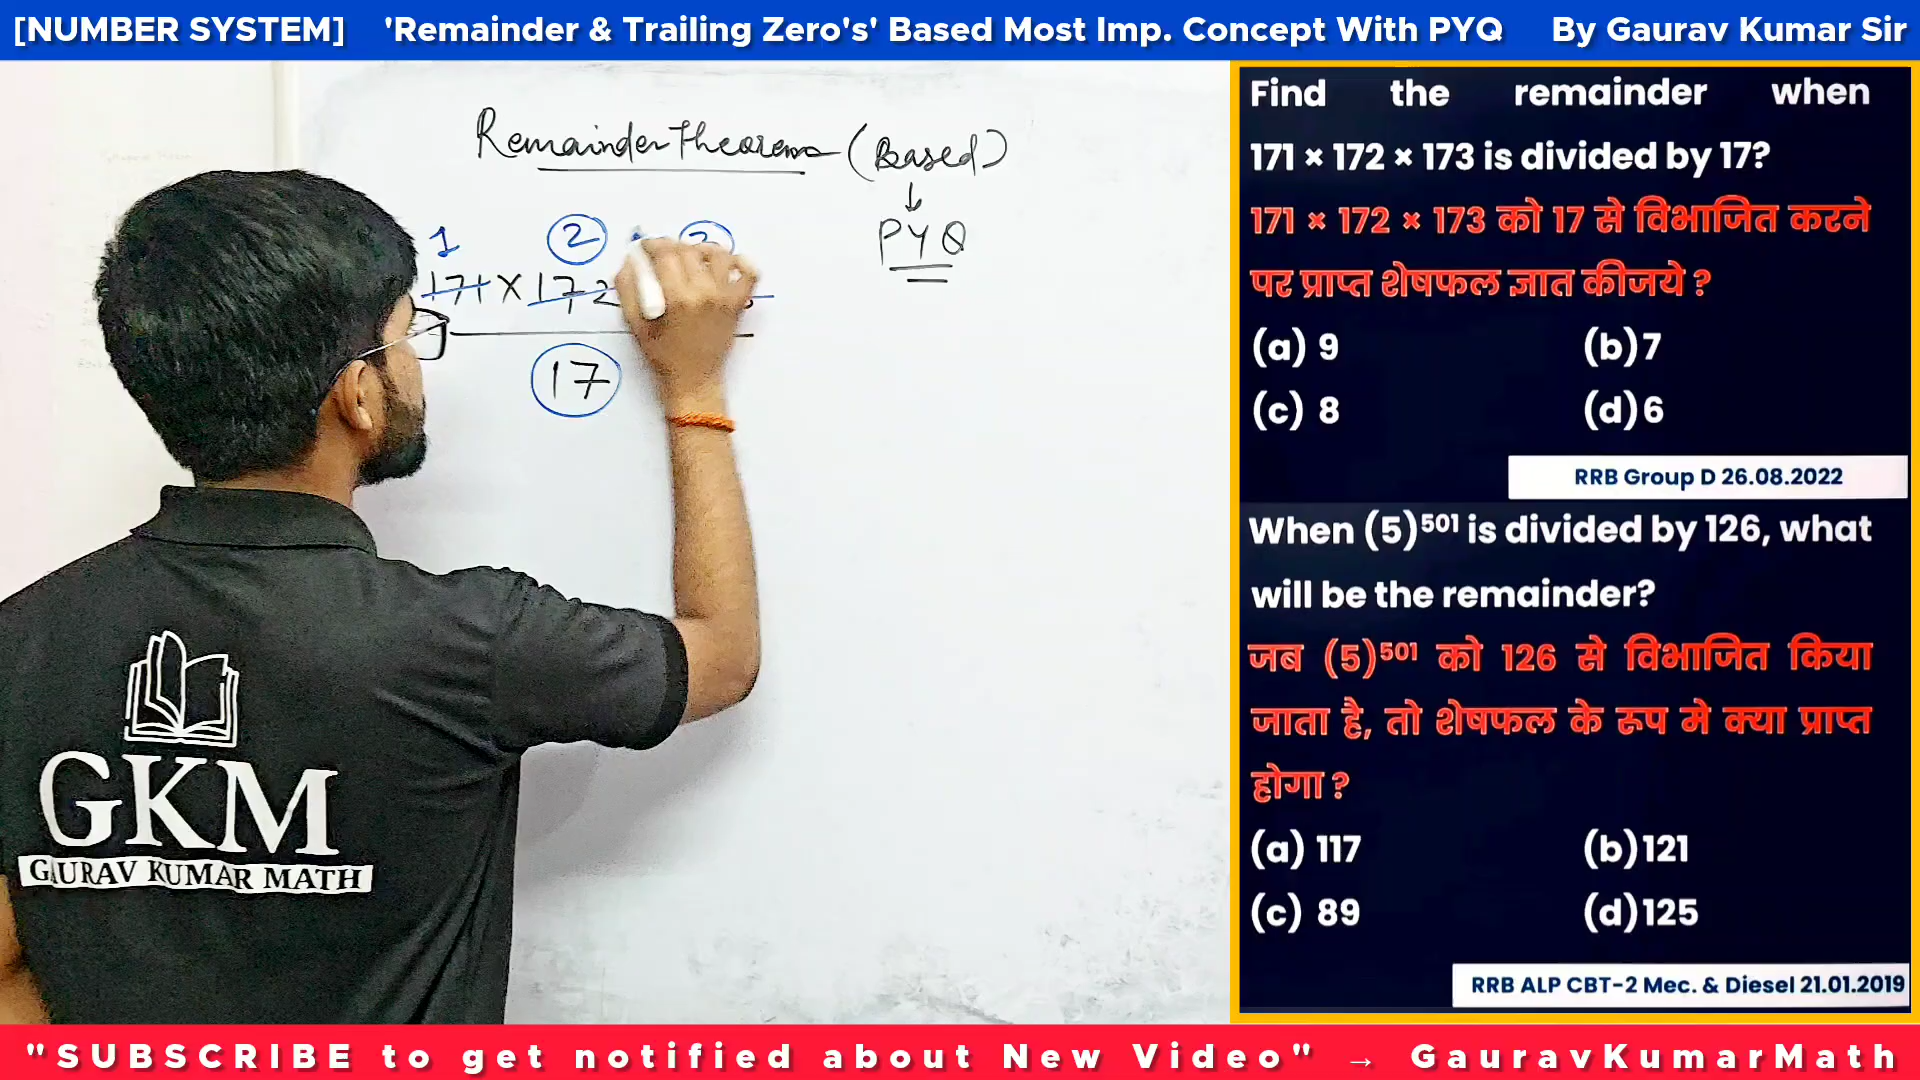 [NUMBER SYSTEM] 'Remainder & Trailing Zero's' Based Most Imp. Concept With PYQ By Gaurav Kumar Sir
Remainder Theorem (Based)
↓
PYQ
1 2
171 × 172
17
GKM
GAURAV KUMAR MATH
Find the remainder when
171 × 172 × 173 is divided by 17?
171 × 172 × 173 को 17 से विभाजित करने
पर प्राप्त शेषफल ज्ञात कीजये ?
(a) 9 (b) 7
(c) 8 (d) 6
RRB Group D 26.08.2022
When (5)⁵⁰¹ is divided by 126, what
will be the remainder?
जब (5)⁵⁰¹ को 126 से विभाजित किया
जाता है, तो शेषफल के रूप मे क्या प्राप्त
होगा ?
(a) 117 (b) 121
(c) 89 (d) 125
RRB ALP CBT-2 Mec. & Diesel 21.01.2019
"SUBSCRIBE to get notified about New Video" → GauravKumarMath